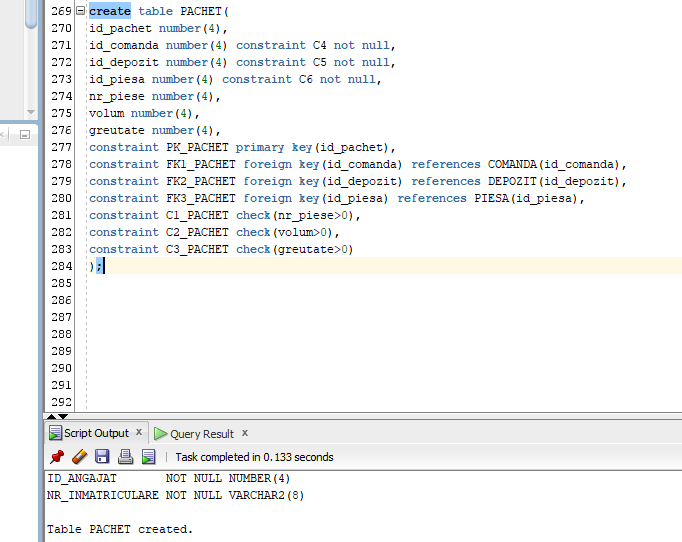 269 create table PACHET(
270 id_pachet number(4),
271 id_comanda number(4) constraint C4 not null,
272 id_depozit number(4) constraint C5 not null,
273 id_piesa number(4) constraint C6 not null,
274 nr_piese number(4),
275 volum number(4),
276 greutate number(4),
277 constraint PK_PACHET primary key(id_pachet),
278 constraint FK1_PACHET foreign key(id_comanda) references COMANDA(id_comanda),
279 constraint FK2_PACHET foreign key(id_depozit) references DEPOZIT(id_depozit),
280 constraint FK3_PACHET foreign key(id_piesa) references PIESA(id_piesa),
281 constraint C1_PACHET check(nr_piese>0),
282 constraint C2_PACHET check(volum>0),
283 constraint C3_PACHET check(greutate>0)
284 );
285
286
287
288
289
290
291
292
Script Output x Query Result x
Task completed in 0.133 seconds
ID_ANGAJAT NOT NULL NUMBER(4)
NR_INMATRICULARE NOT NULL VARCHAR2(8)
Table PACHET created.